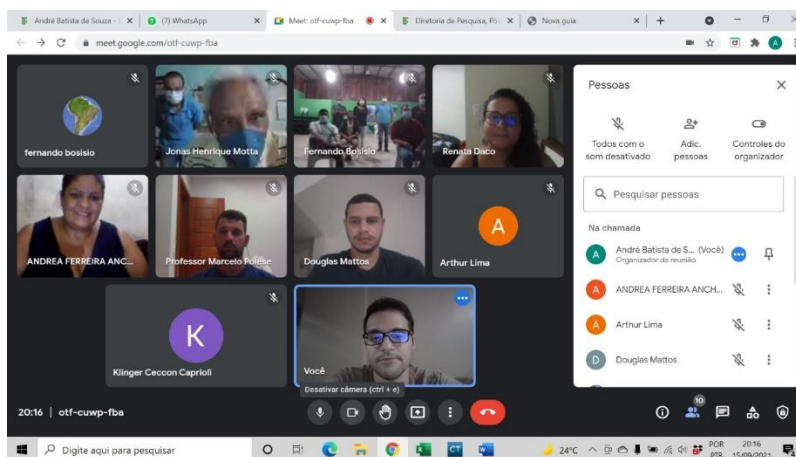 André Batista de Souza -
(7) WhatsApp
Meet: otf-cuwp-fba
Diretoria de Pesquisa, Pós
Nova guia
meet.google.com/otf-cuwp-fba
fernando bosisio
Jonas Henrique Motta
Fernando Bosisio
Renata Daco
ANDREA FERREIRA ANC...
Professor Marcelo Polese
Douglas Mattos
A
Arthur Lima
K
Klinger Ceccon Caprioli
Você
Desativar câmera (ctrl + e)
20:16 | otf-cuwp-fba
Pessoas
Todos com o som desativado
Adic. pessoas
Controles do organizador
Pesquisar pessoas
Na chamada
A
André Batista de S... (Você)
Organizador da reunião
A
ANDREA FERREIRA ANCH...
A
Arthur Lima
D
Douglas Mattos
10
Digite aqui para pesquisar
24°C
POR
PTB
20:16
15/09/2021